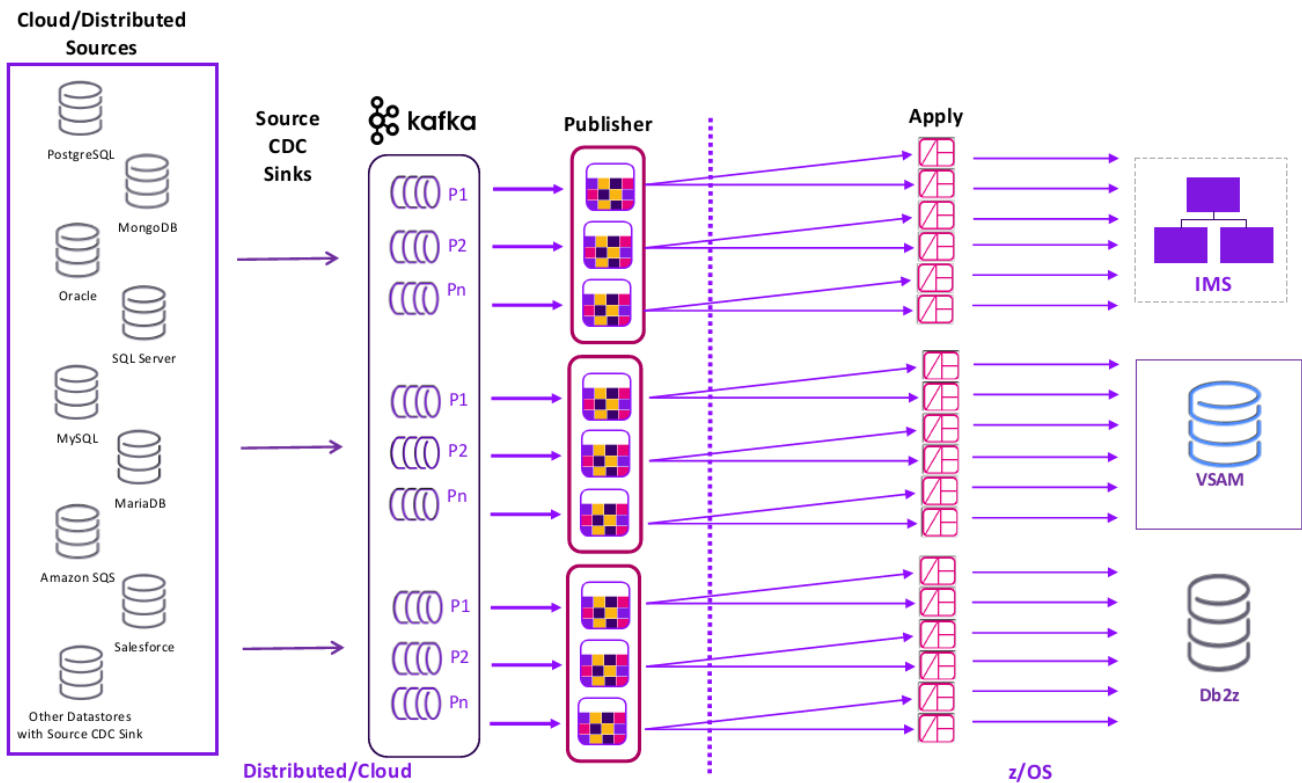 Cloud/Distributed
Sources
PostgreSQL
MongoDB
Oracle
SQL Server
MySQL
MariaDB
Amazon SQS
Salesforce
Other Datastores
with Source CDC Sink
Source
CDC
Sinks
kafka
P1
P2
Pn
P1
P2
Pn
P1
P2
Pn
Publisher
Apply
IMS
VSAM
Db2z
Distributed/Cloud
z/OS